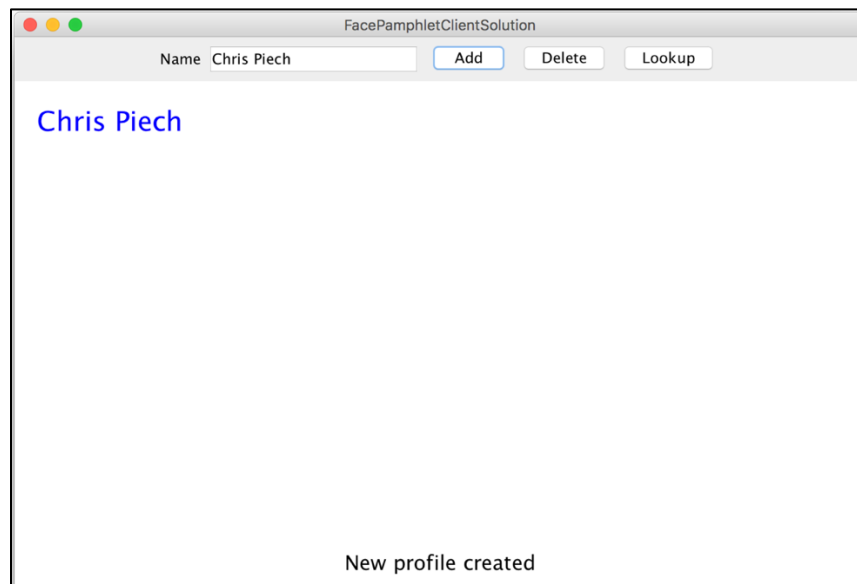 FacePamphletClientSolution
Name Chris Piech Add Delete Lookup
Chris Piech
New profile created